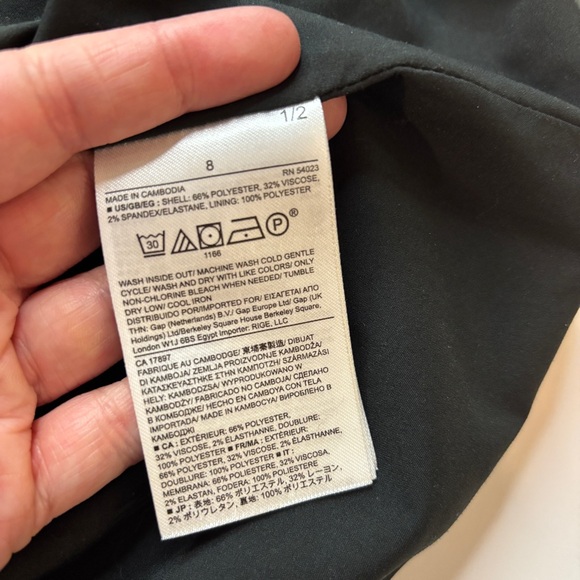 1/2
8
MADE IN CAMBODIA RN 54023
■ US/GB/EG : SHELL: 66% POLYESTER, 32% VISCOSE,
2% SPANDEX/ELASTANE, LINING: 100% POLYESTER
30 P ®
1166
WASH INSIDE OUT/ MACHINE WASH COLD GENTLE
CYCLE/ WASH AND DRY WITH LIKE COLORS/ ONLY
NON-CHLORINE BLEACH WHEN NEEDED/ TUMBLE
DRY LOW/ COOL IRON
DISTRIBUIDO POR/IMPORTED FOR/ ΕΙΣΑΓΕΤΑΙ ΑΠΟ
ΤΗΝ: Gap (Netherlands) B.V./ Gap Europe Ltd/ Gap (UK
Holdings) Ltd/Berkeley Square House Berkeley Square
London W1J 6BS Egypt Importer: RIGE, LLC
CA 17897
FABRIQUÉ AU CAMBODGE/ 東埔寨製造/ DIBUAT
DI KAMBOJA/ ZEMLJA PROIZVODNJE KAMBODŽA/
ΚΑΤΑΣΚΕΥΑΣΤΗΚΕ ΣΤΗΝ ΚΑΜΠΟΤΖΗ/ SZÁRMAZÁSI
HELY: KAMBODZSA/ WYPRODUKOWANO W
KAMBODŻY/ FABRICADO NO CAMBOJA/ СДЕЛАНО
В КОМБОДЖЕ/ HECHO EN CAMBOYA CON TELA
IMPORTADA/ MADE IN KAMBOÇYA/ ВИРОБЛЕНО В
КАМБОДЖІ
■ CA : EXTÉRIEUR: 66% POLYESTER,
32% VISCOSE, 2% ÉLASTHANNE, DOUBLURE:
100% POLYESTER ■ FR/MA : EXTÉRIEUR:
66% POLYESTER, 32% VISCOSE, 2% ÉLASTHANNE,
DOUBLURE: 100% POLYESTER ■ IT :
MEMBRANA: 66% POLIESTERE, 32% VISCOSA,
2% ELASTAN, FODERA: 100% POLIESTERE
■ JP : 表地: 66% ポリエステル, 32% レーヨン,
2% ポリウレタン, 裏地: 100% ポリエステル